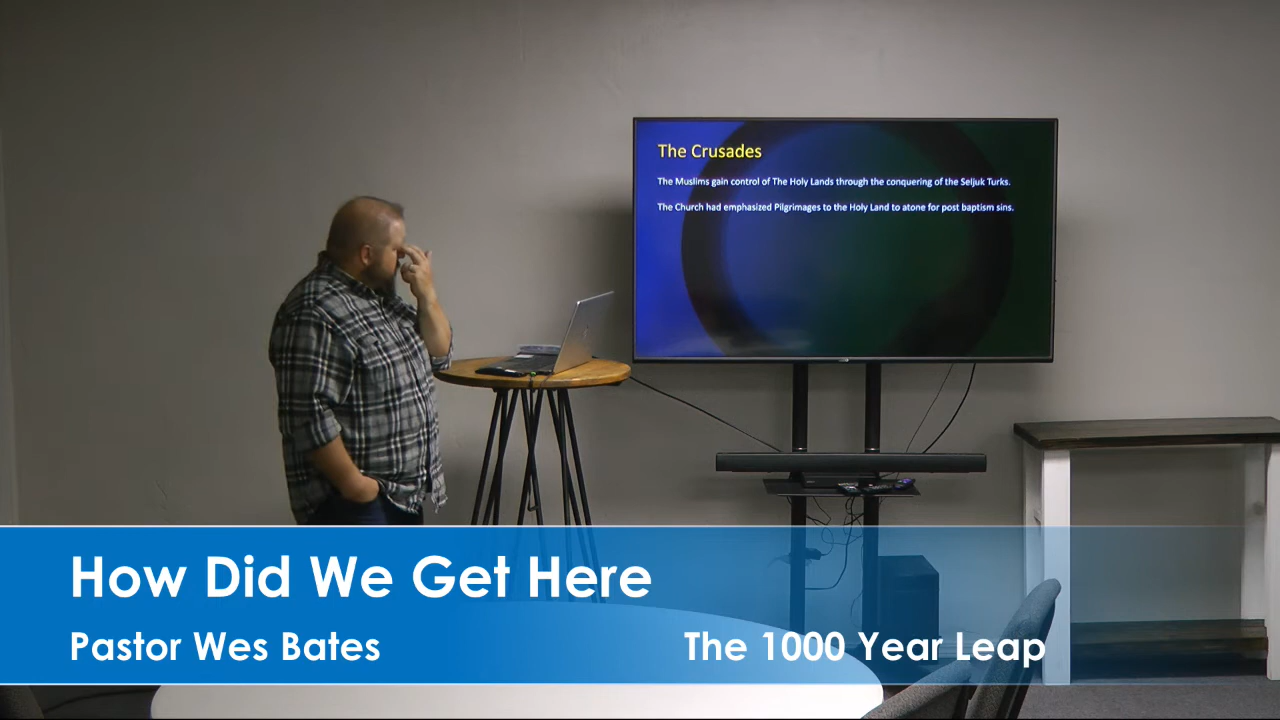 The Crusades
The Muslims gain control of The Holy Lands through the conquering of the Seljuk Turks.
The Church had emphasized Pilgrimages to the Holy Land to atone for post baptism sins.
How Did We Get Here
Pastor Wes Bates
The 1000 Year Leap